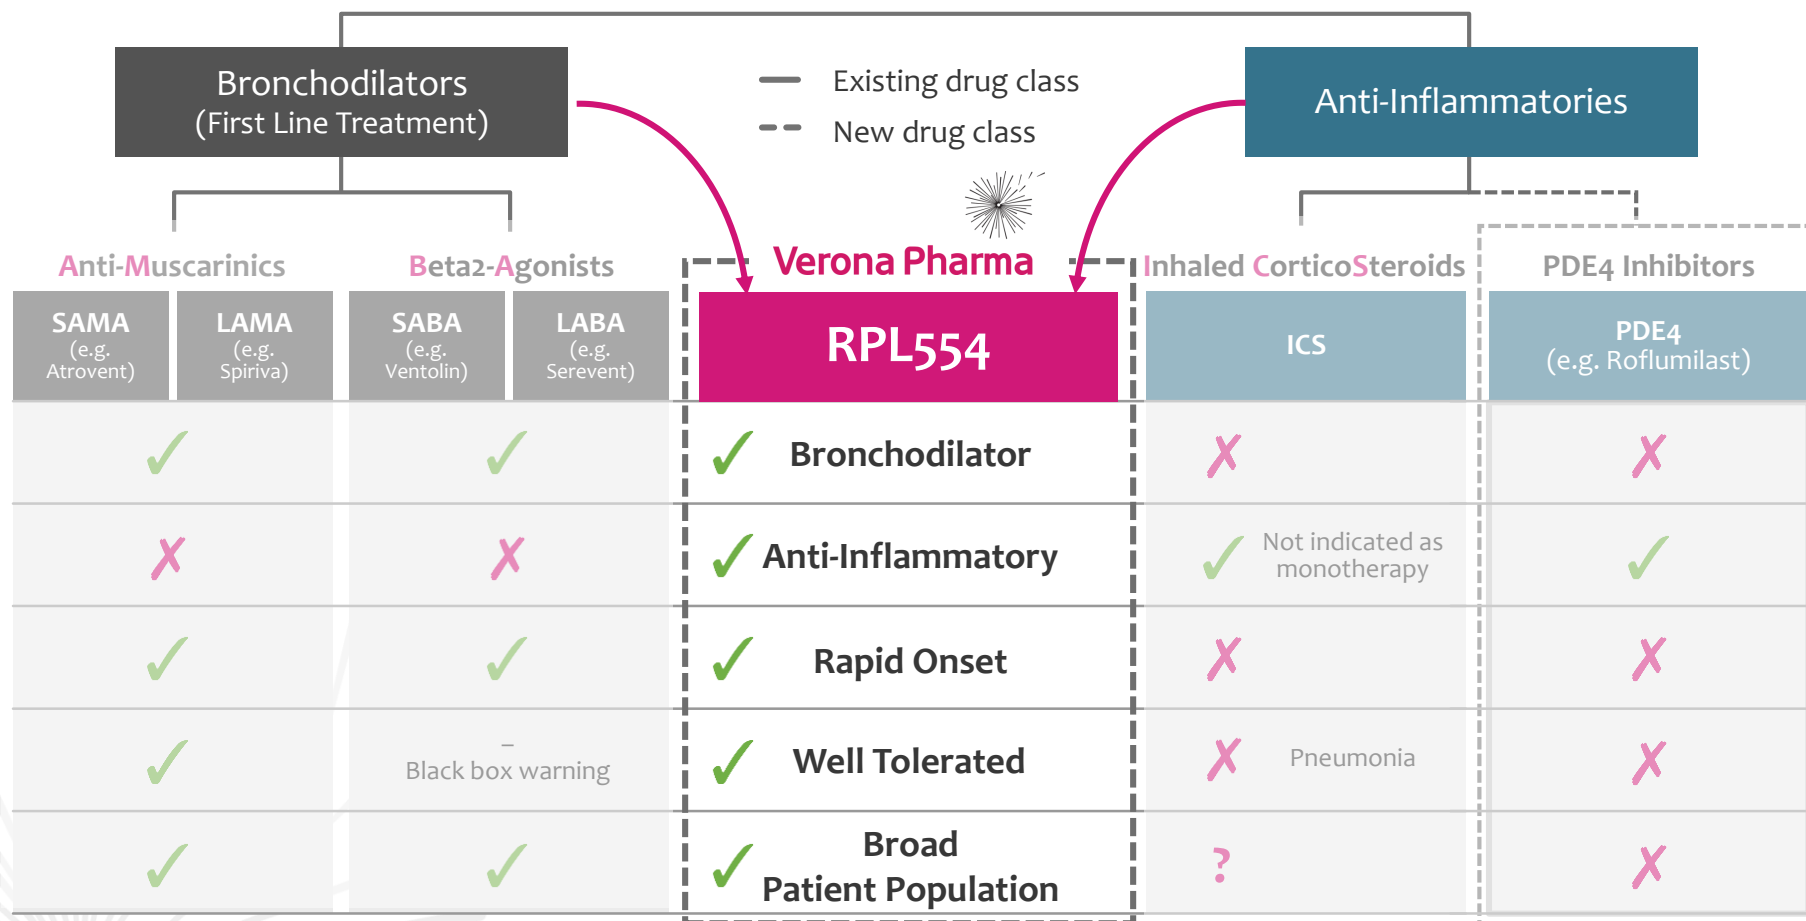 Bronchodilators
(First Line Treatment)
Existing drug class
New drug class
Anti-Inflammatories
Anti-Muscarinics
Beta2-Agonists
Verona Pharma
Inhaled CorticoSteroids
PDE4 Inhibitors
SAMA
(e.g.
Atrovent)
LAMA
(e.g.
Spiriva)
SABA
(e.g.
Ventolin)
LABA
(e.g.
Serevent)
RPL554
ICS
PDE4
(e.g. Roflumilast)
✓
✓
✓ Bronchodilator
✗
✗
✗
✗
✓ Anti-Inflammatory
✓ Not indicated as
monotherapy
✓
✓
✓
✓ Rapid Onset
✗
✗
✓
–
Black box warning
✓ Well Tolerated
✗ Pneumonia
✗
✓
✓
✓ Broad
Patient Population
?
✗